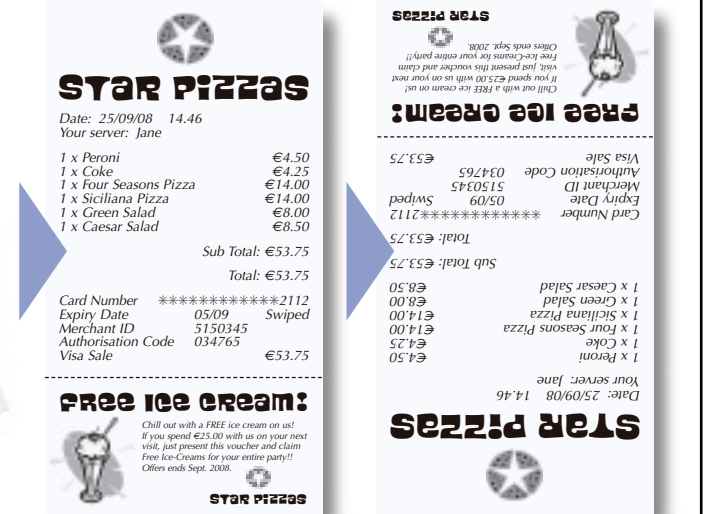 STAR PIZZAS
Date: 25/09/08 14.46
Your server: Jane
1 x Peroni €4.50
1 x Coke €4.25
1 x Four Seasons Pizza €14.00
1 x Siciliana Pizza €14.00
1 x Green Salad €8.00
1 x Caesar Salad €8.50
Sub Total: €53.75
Total: €53.75
Card Number ************2112
Expiry Date 05/09 Swiped
Merchant ID 5150345
Authorisation Code 034765
Visa Sale €53.75
FREE ICE CREAM!
Chill out with a FREE ice cream on us!
If you spend €25.00 with us on your next
visit, just present this voucher and claim
Free Ice-Creams for your entire party!!
Offers ends Sept. 2008.
STAR PIZZAS
STAR PIZZAS
Date: 25/09/08 14.46
Your server: Jane
1 x Peroni €4.50
1 x Coke €4.25
1 x Four Seasons Pizza €14.00
1 x Siciliana Pizza €14.00
1 x Green Salad €8.00
1 x Caesar Salad €8.50
Sub Total: €53.75
Total: €53.75
Card Number ************2112
Expiry Date 05/09 Swiped
Merchant ID 5150345
Authorisation Code 034765
Visa Sale €53.75
FREE ICE CREAM!
Chill out with a FREE ice cream on us!
If you spend €25.00 with us on your next
visit, just present this voucher and claim
Free Ice-Creams for your entire party!!
Offers ends Sept. 2008.
STAR PIZZAS